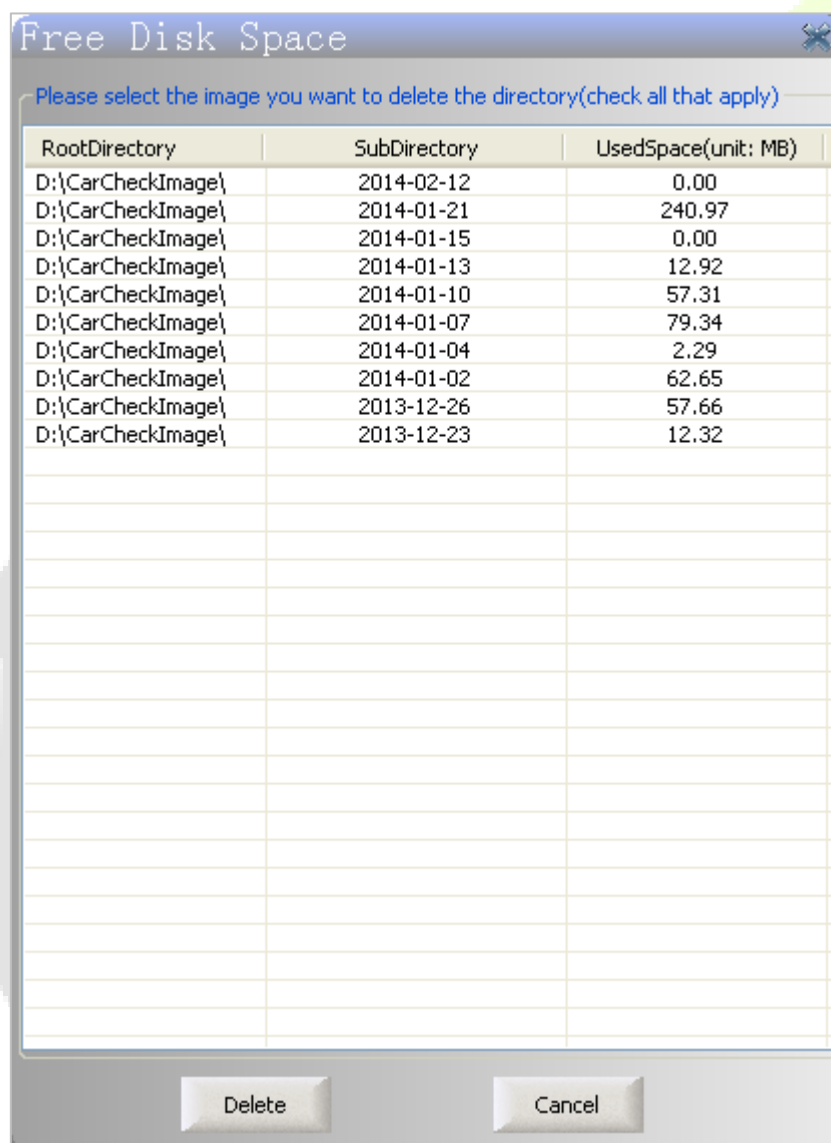 Free Disk Space
Please select the image you want to delete the directory(check all that apply)
RootDirectory SubDirectory UsedSpace(unit: MB)
D:\CarCheckImage\ 2014-02-12 0.00
D:\CarCheckImage\ 2014-01-21 240.97
D:\CarCheckImage\ 2014-01-15 0.00
D:\CarCheckImage\ 2014-01-13 12.92
D:\CarCheckImage\ 2014-01-10 57.31
D:\CarCheckImage\ 2014-01-07 79.34
D:\CarCheckImage\ 2014-01-04 2.29
D:\CarCheckImage\ 2014-01-02 62.65
D:\CarCheckImage\ 2013-12-26 57.66
D:\CarCheckImage\ 2013-12-23 12.32
Delete Cancel